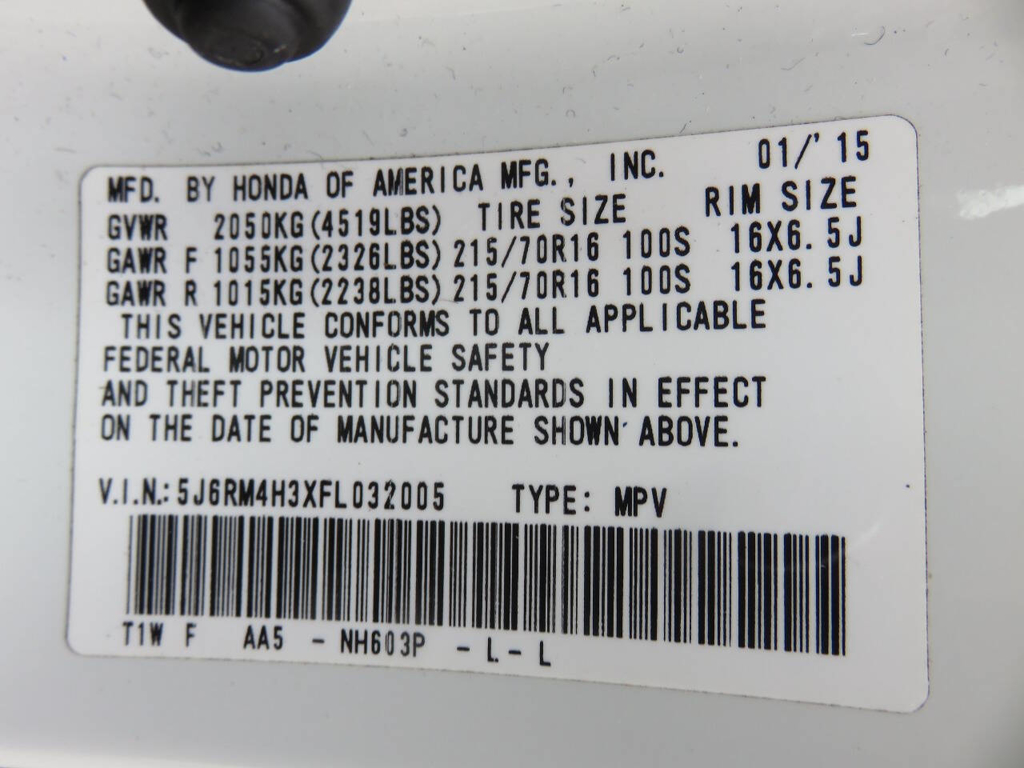 MFD. BY HONDA OF AMERICA MFG., INC. 01/'15
GVWR 2050KG(4519LBS) TIRE SIZE RIM SIZE
GAWR F 1055KG(2326LBS) 215/70R16 100S 16X6.5J
GAWR R 1015KG(2238LBS) 215/70R16 100S 16X6.5J
THIS VEHICLE CONFORMS TO ALL APPLICABLE
FEDERAL MOTOR VEHICLE SAFETY
AND THEFT PREVENTION STANDARDS IN EFFECT
ON THE DATE OF MANUFACTURE SHOWN ABOVE.
V.I.N.: 5J6RM4H3XFL032005 TYPE: MPV
T1W F AA5 - NH603P - L - L